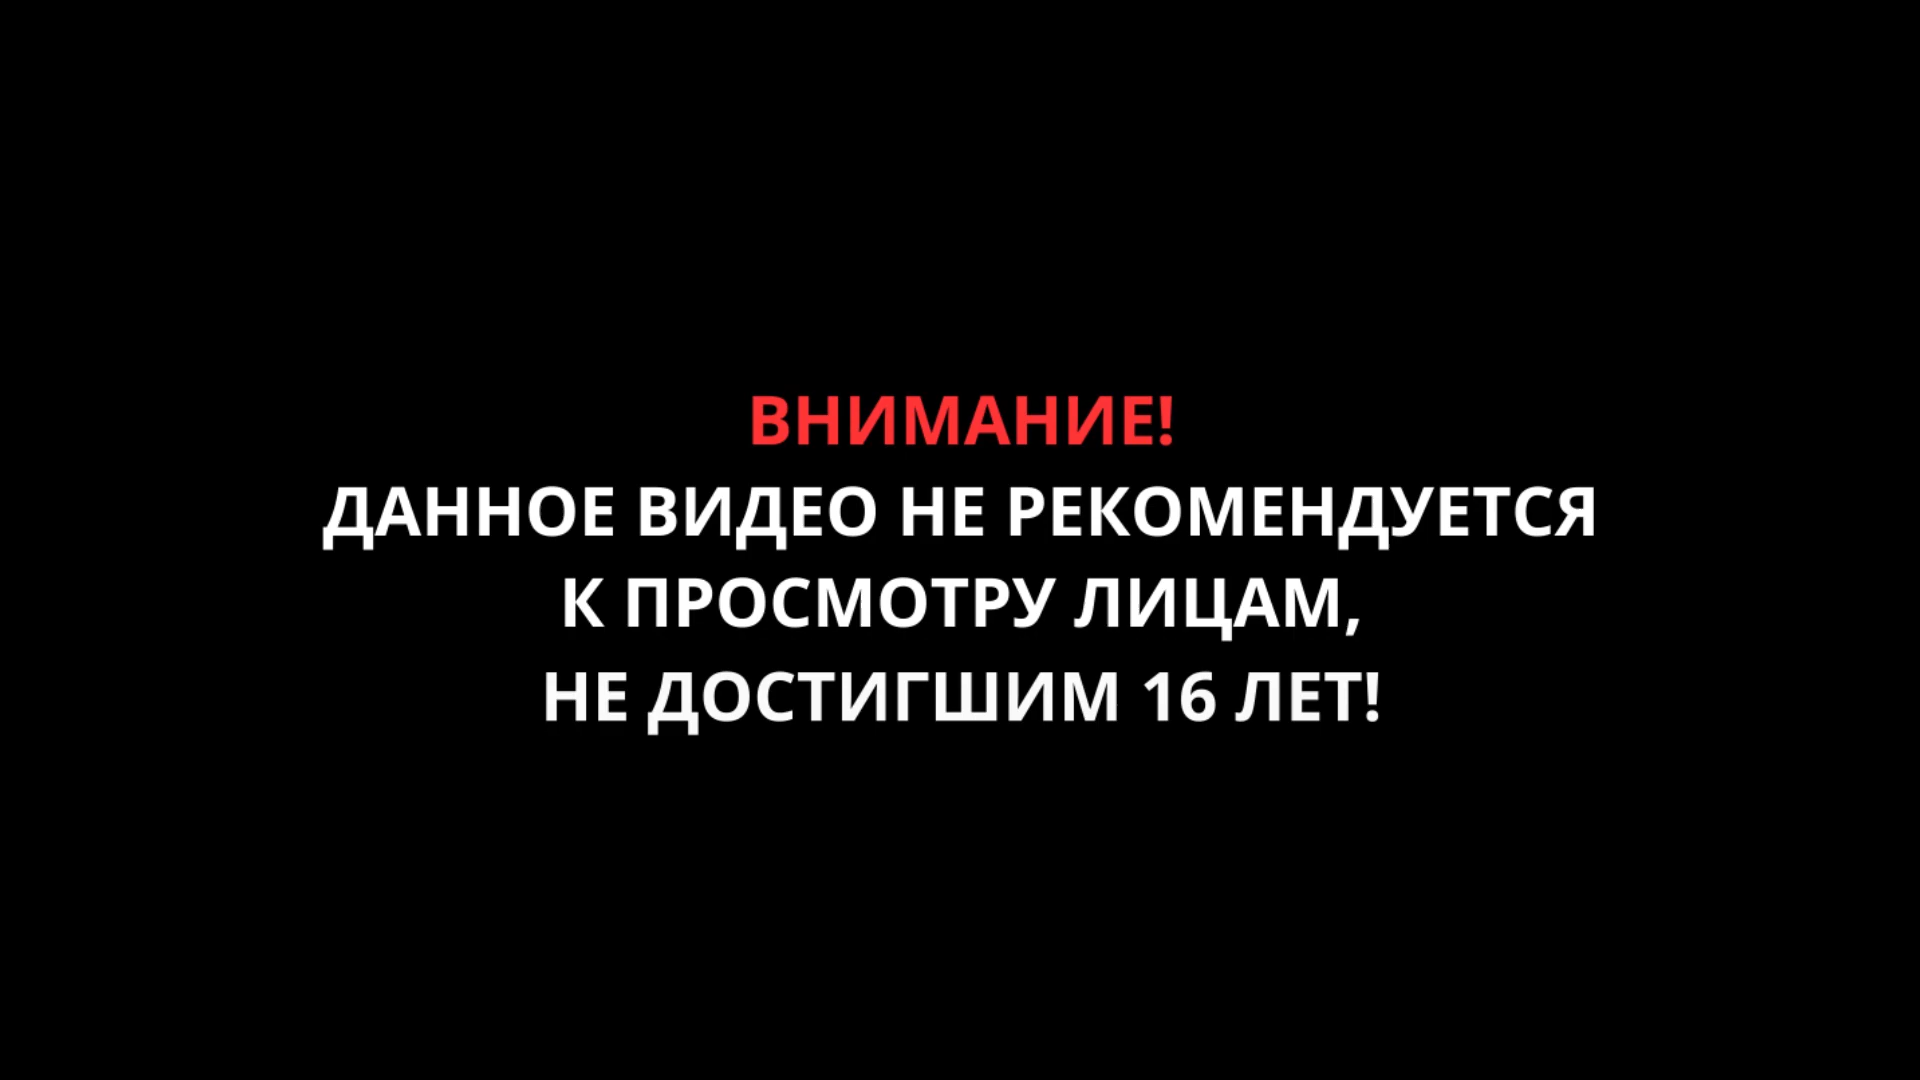 ВНИМАНИЕ!
ДАННОЕ ВИДЕО НЕ РЕКОМЕНДУЕТСЯ
К ПРОСМОТРУ ЛИЦАМ,
НЕ ДОСТИГШИМ 16 ЛЕТ!